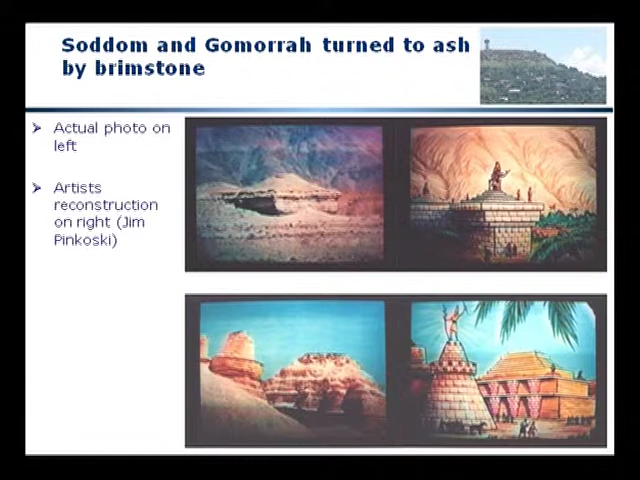 Soddom and Gomorrah turned to ash
by brimstone
Actual photo on
left
Artists
reconstruction
on right (Jim
Pinkoski)